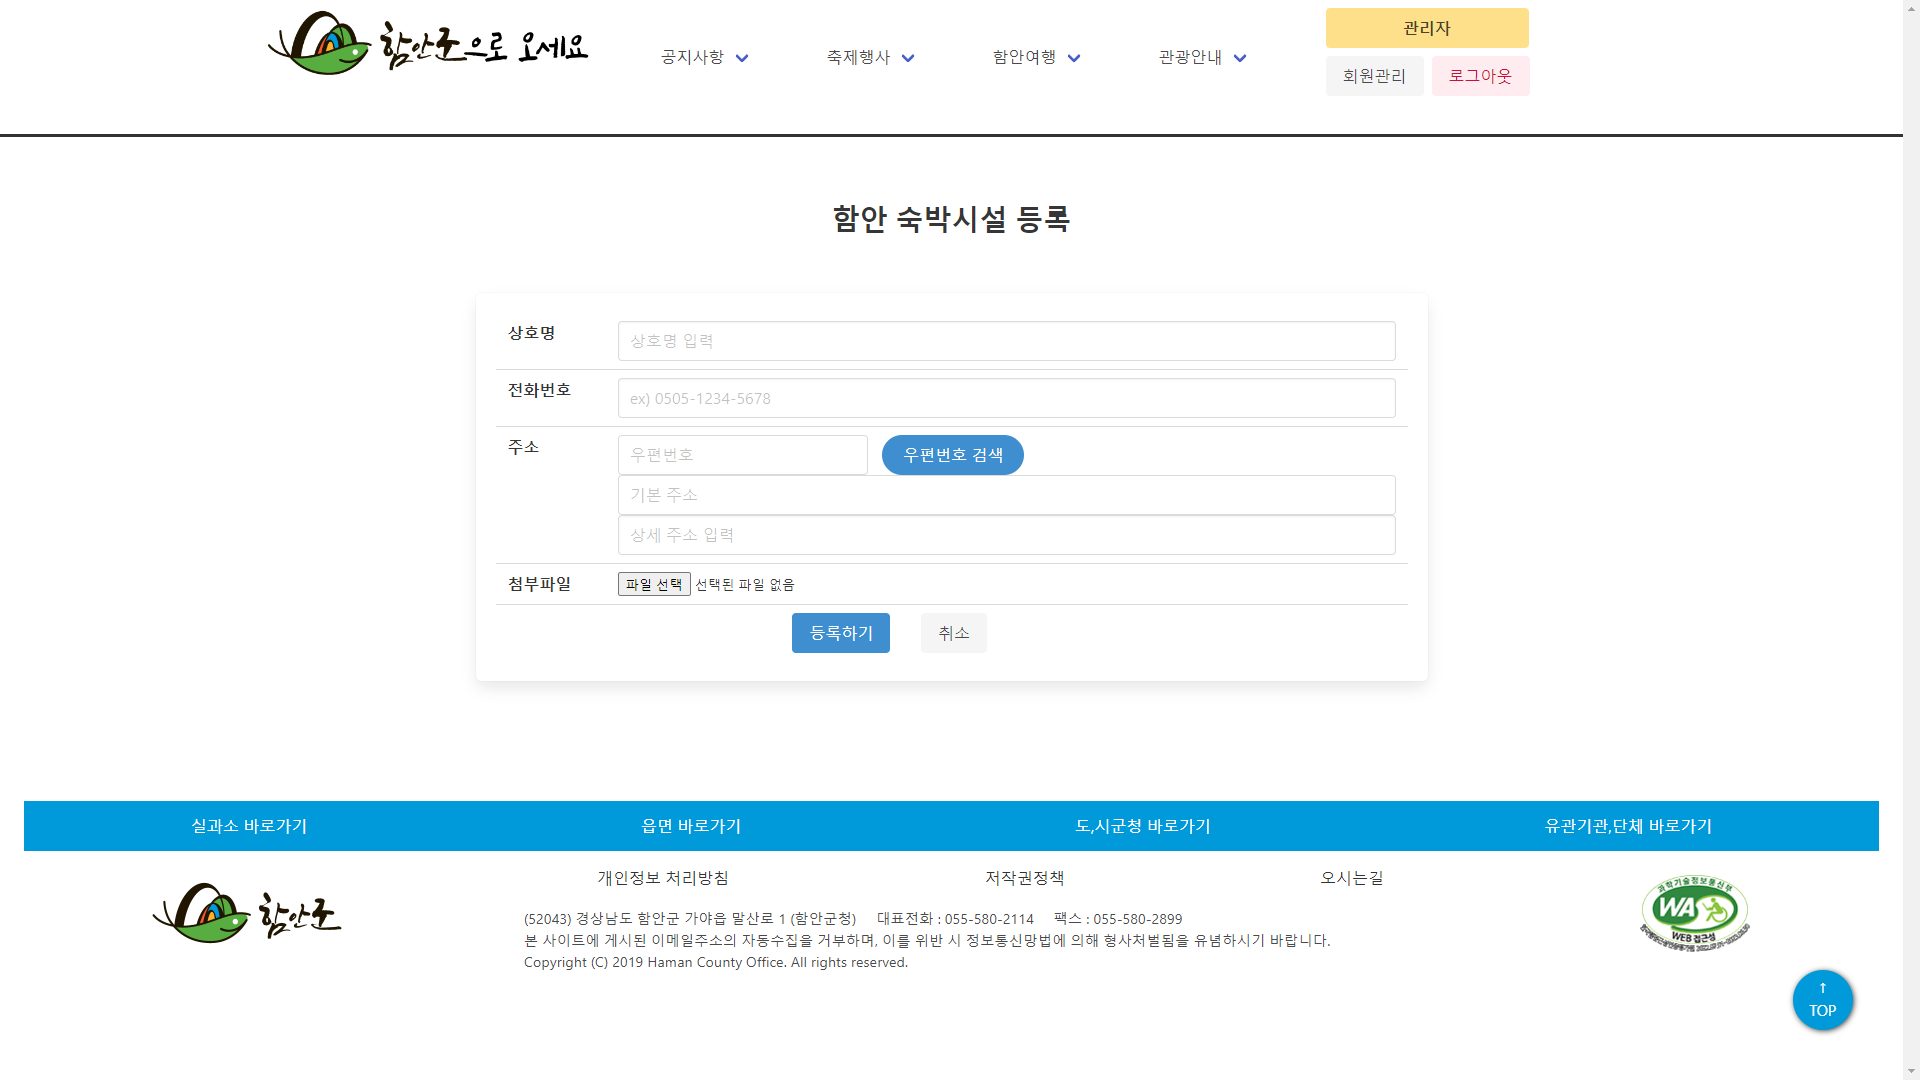 함안군으로 오세요
공지사항
축제행사
함안여행
관광안내
관리자
회원관리
로그아웃
함안 숙박시설 등록
상호명
상호명 입력
전화번호
ex) 0505-1234-5678
주소
우편번호
우편번호 검색
기본 주소
상세 주소 입력
첨부파일
파일 선택 선택된 파일 없음
등록하기
취소
실과소 바로가기
읍면 바로가기
도,시군청 바로가기
유관기관,단체 바로가기
함안군
개인정보 처리방침
저작권정책
오시는길
(52043) 경상남도 함안군 가야읍 말산로 1 (함안군청) 대표전화 : 055-580-2114 팩스 : 055-580-2899
본 사이트에 게시된 이메일주소의 자동수집을 거부하며, 이를 위반 시 정보통신망법에 의해 형사처벌됨을 유념하시기 바랍니다.
Copyright (C) 2019 Haman County Office. All rights reserved.
과학기술정보통신부
WA
WEB 접근성
↑
TOP